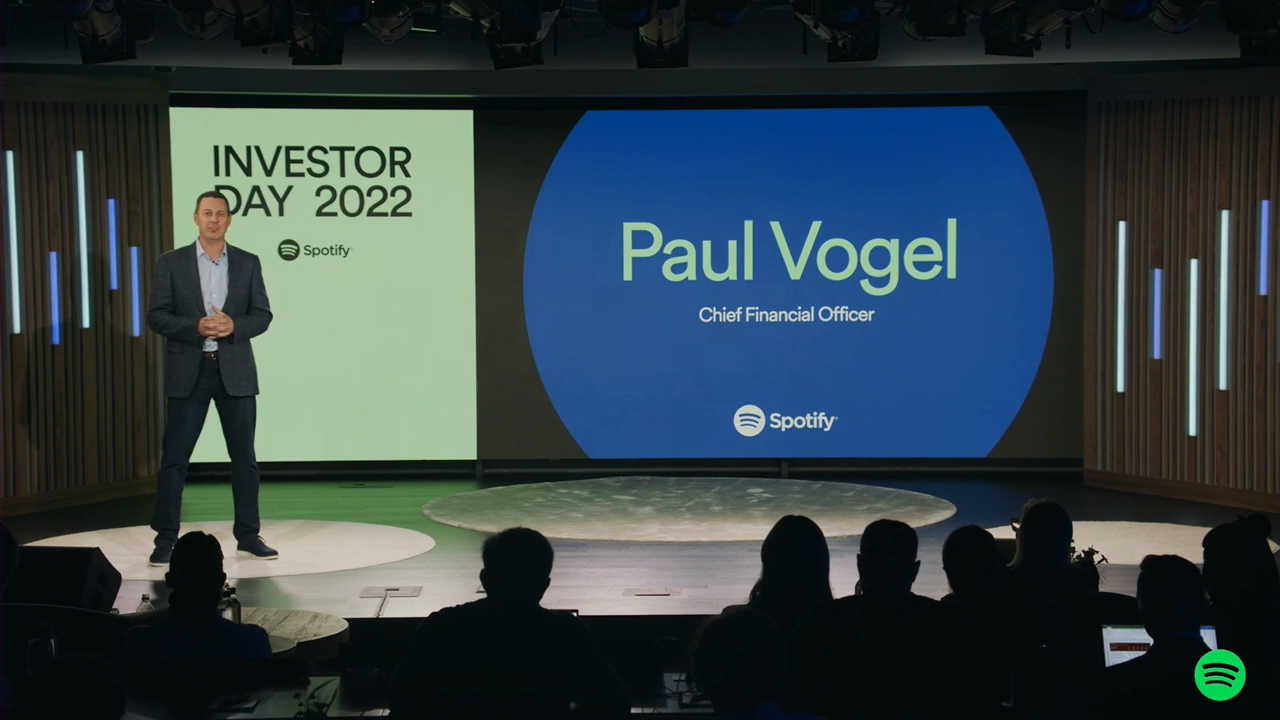 INVESTOR
DAY 2022
Spotify
Paul Vogel
Chief Financial Officer
Spotify